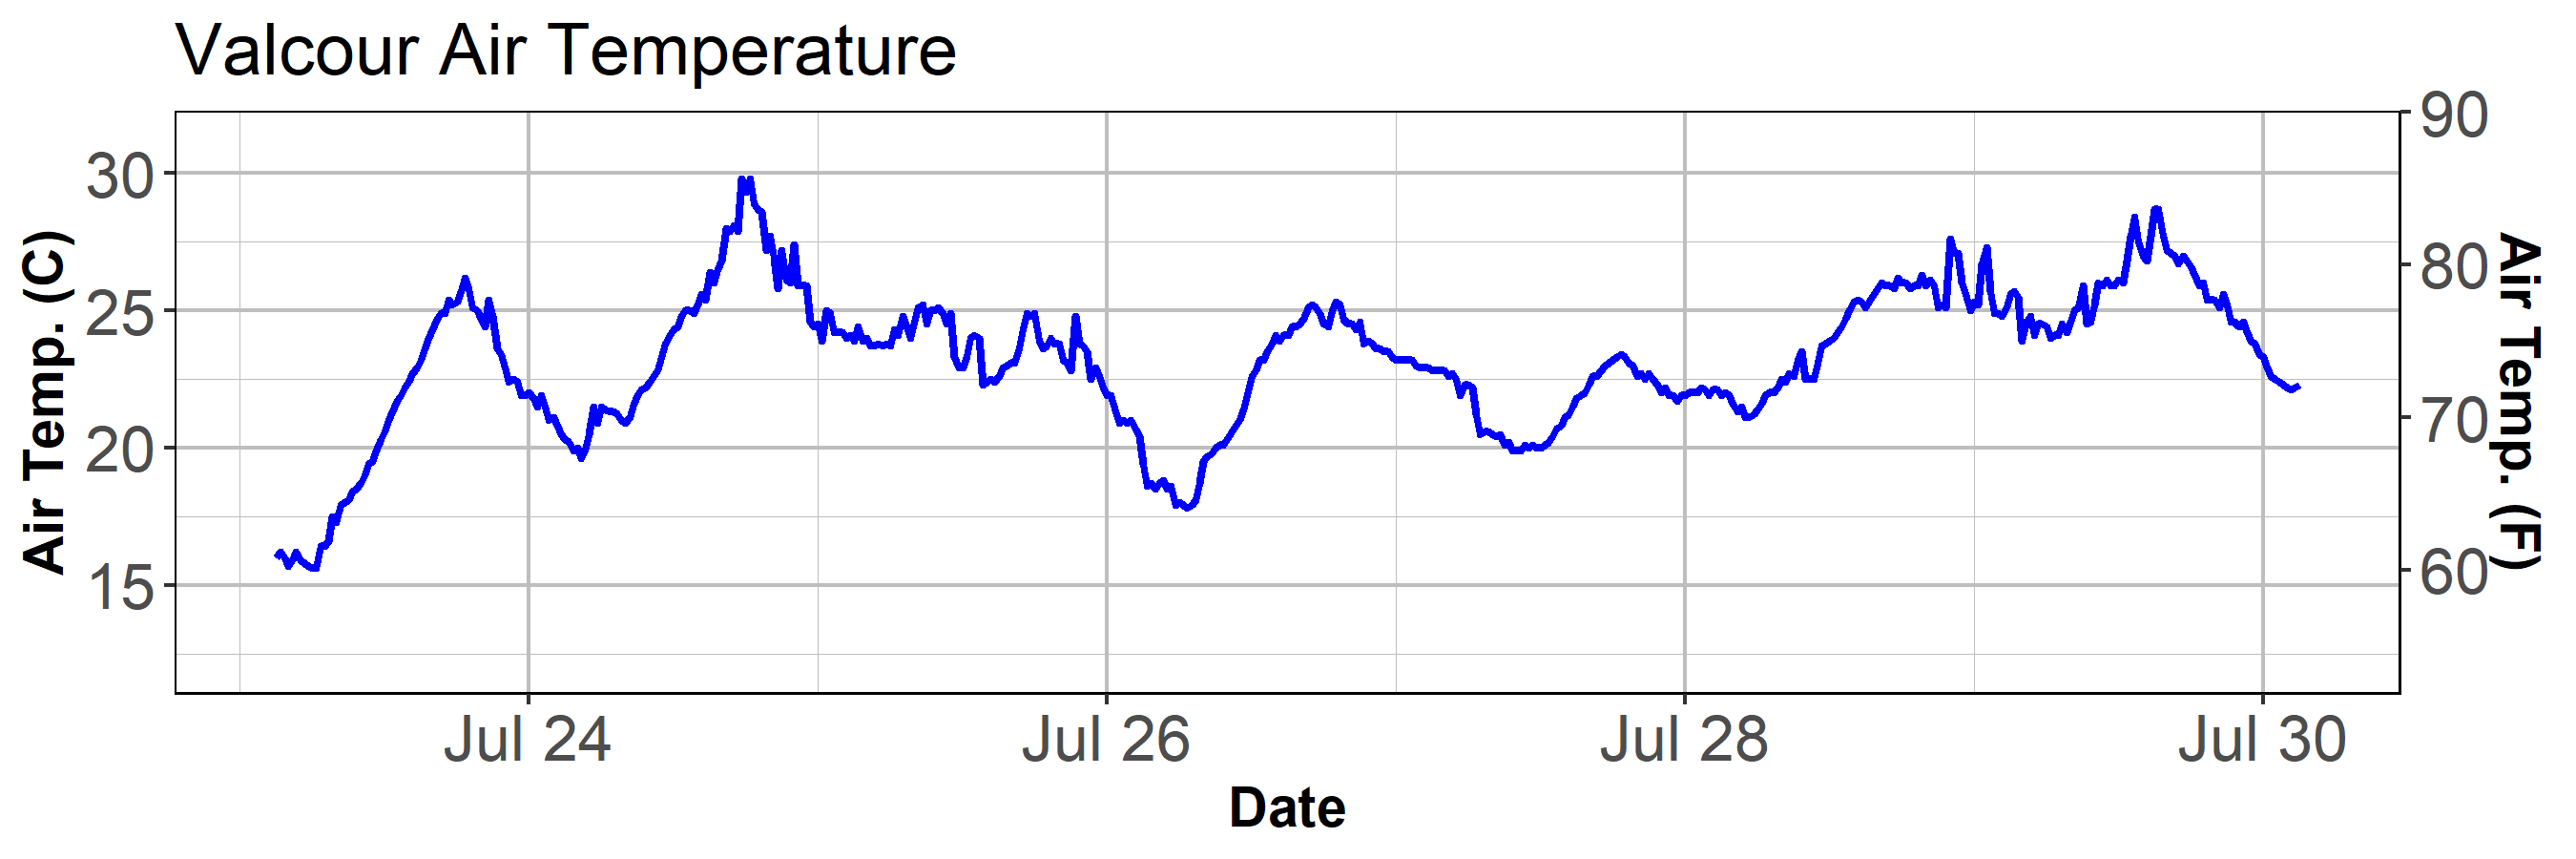 Valcour Air Temperature
Air Temp. (C)
30
25
20
15
90
80
70
60
Air Temp. (F)
Jul 24
Jul 26
Jul 28
Jul 30
Date